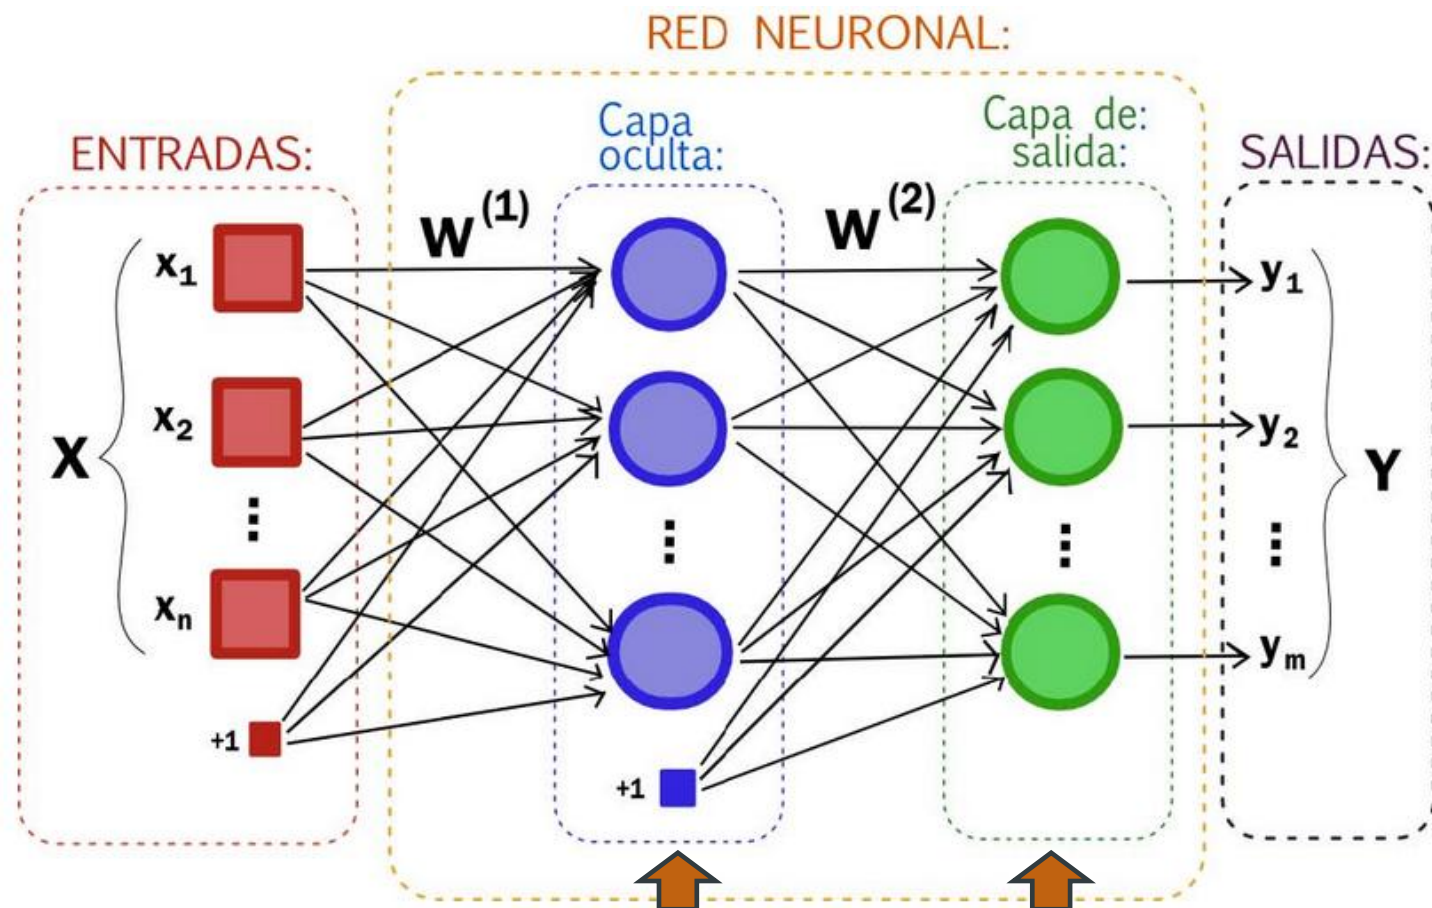 RED NEURONAL:
ENTRADAS:
Capa
oculta:
Capa de:
salida:
SALIDAS:
W(1)
W(2)
X
x1
x2
xn
+1
+1
y1
y2
ym
Y